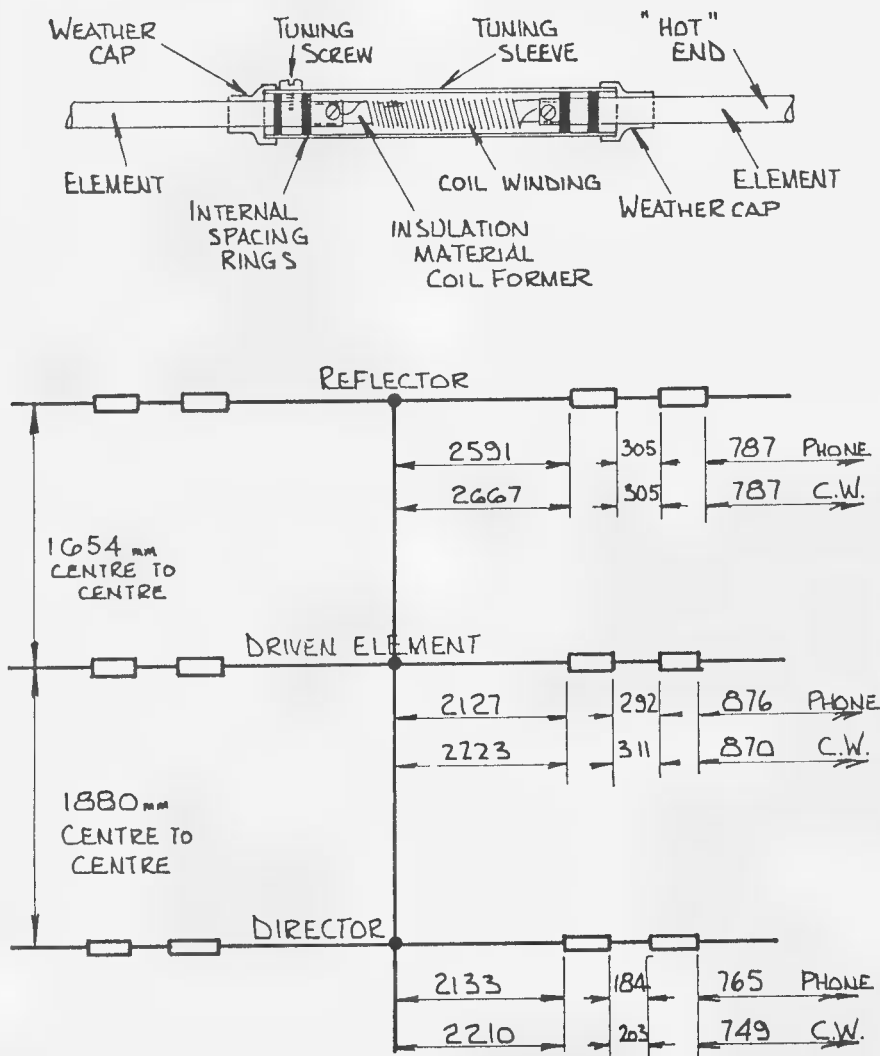 WEATHER
CAP
TUNING
SCREW
TUNING
SLEEVE
"HOT"
END
ELEMENT
INTERNAL
SPACING
RINGS
INSULATION
MATERIAL
COIL FORMER
COIL WINDING
ELEMENT
WEATHER CAP
REFLECTOR
2591 305 787 PHONE
2667 305 787 C.W.
1654 mm
CENTRE TO
CENTRE
DRIVEN ELEMENT
2127 292 876 PHONE
2223 311 870 C.W.
1880 mm
CENTRE TO
CENTRE
DIRECTOR
2133 184 765 PHONE
2210 203 749 C.W.